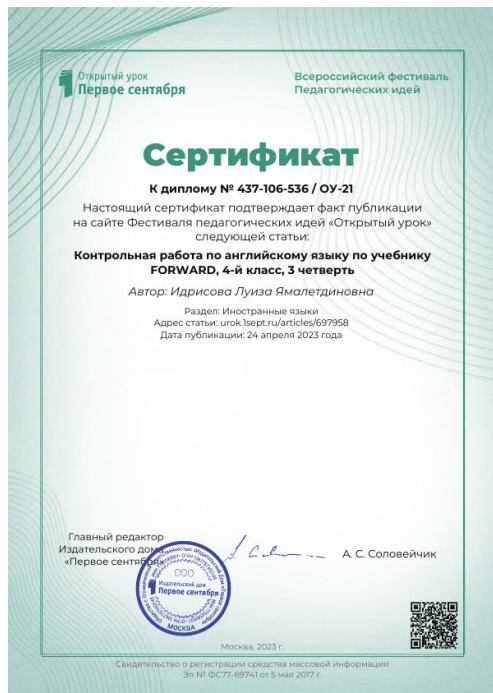 Открытый урок
Первое сентября
Всероссийский фестиваль
Педагогических идей
Сертификат
К диплому № 437-106-536 / ОУ-21
Настоящий сертификат подтверждает факт публикации
на сайте Фестиваля педагогических идей «Открытый урок»
следующей статьи:
Контрольная работа по английскому языку по учебнику
FORWARD, 4-й класс, 3 четверть
Автор: Идрисова Луиза Ямалетдиновна
Раздел: Иностранные языки
Адрес статьи: urok.1sept.ru/articles/697958
Дата публикации: 24 апреля 2023 года
Главный редактор
Издательского дома
«Первое сентября»
А. С. Соловейчик
Издательский дом
Первое сентября
МОСКВА
Москва, 2023 г.
Свидетельство о регистрации средства массовой информации
Эл № ФС77-69741 от 5 мая 2017 г.